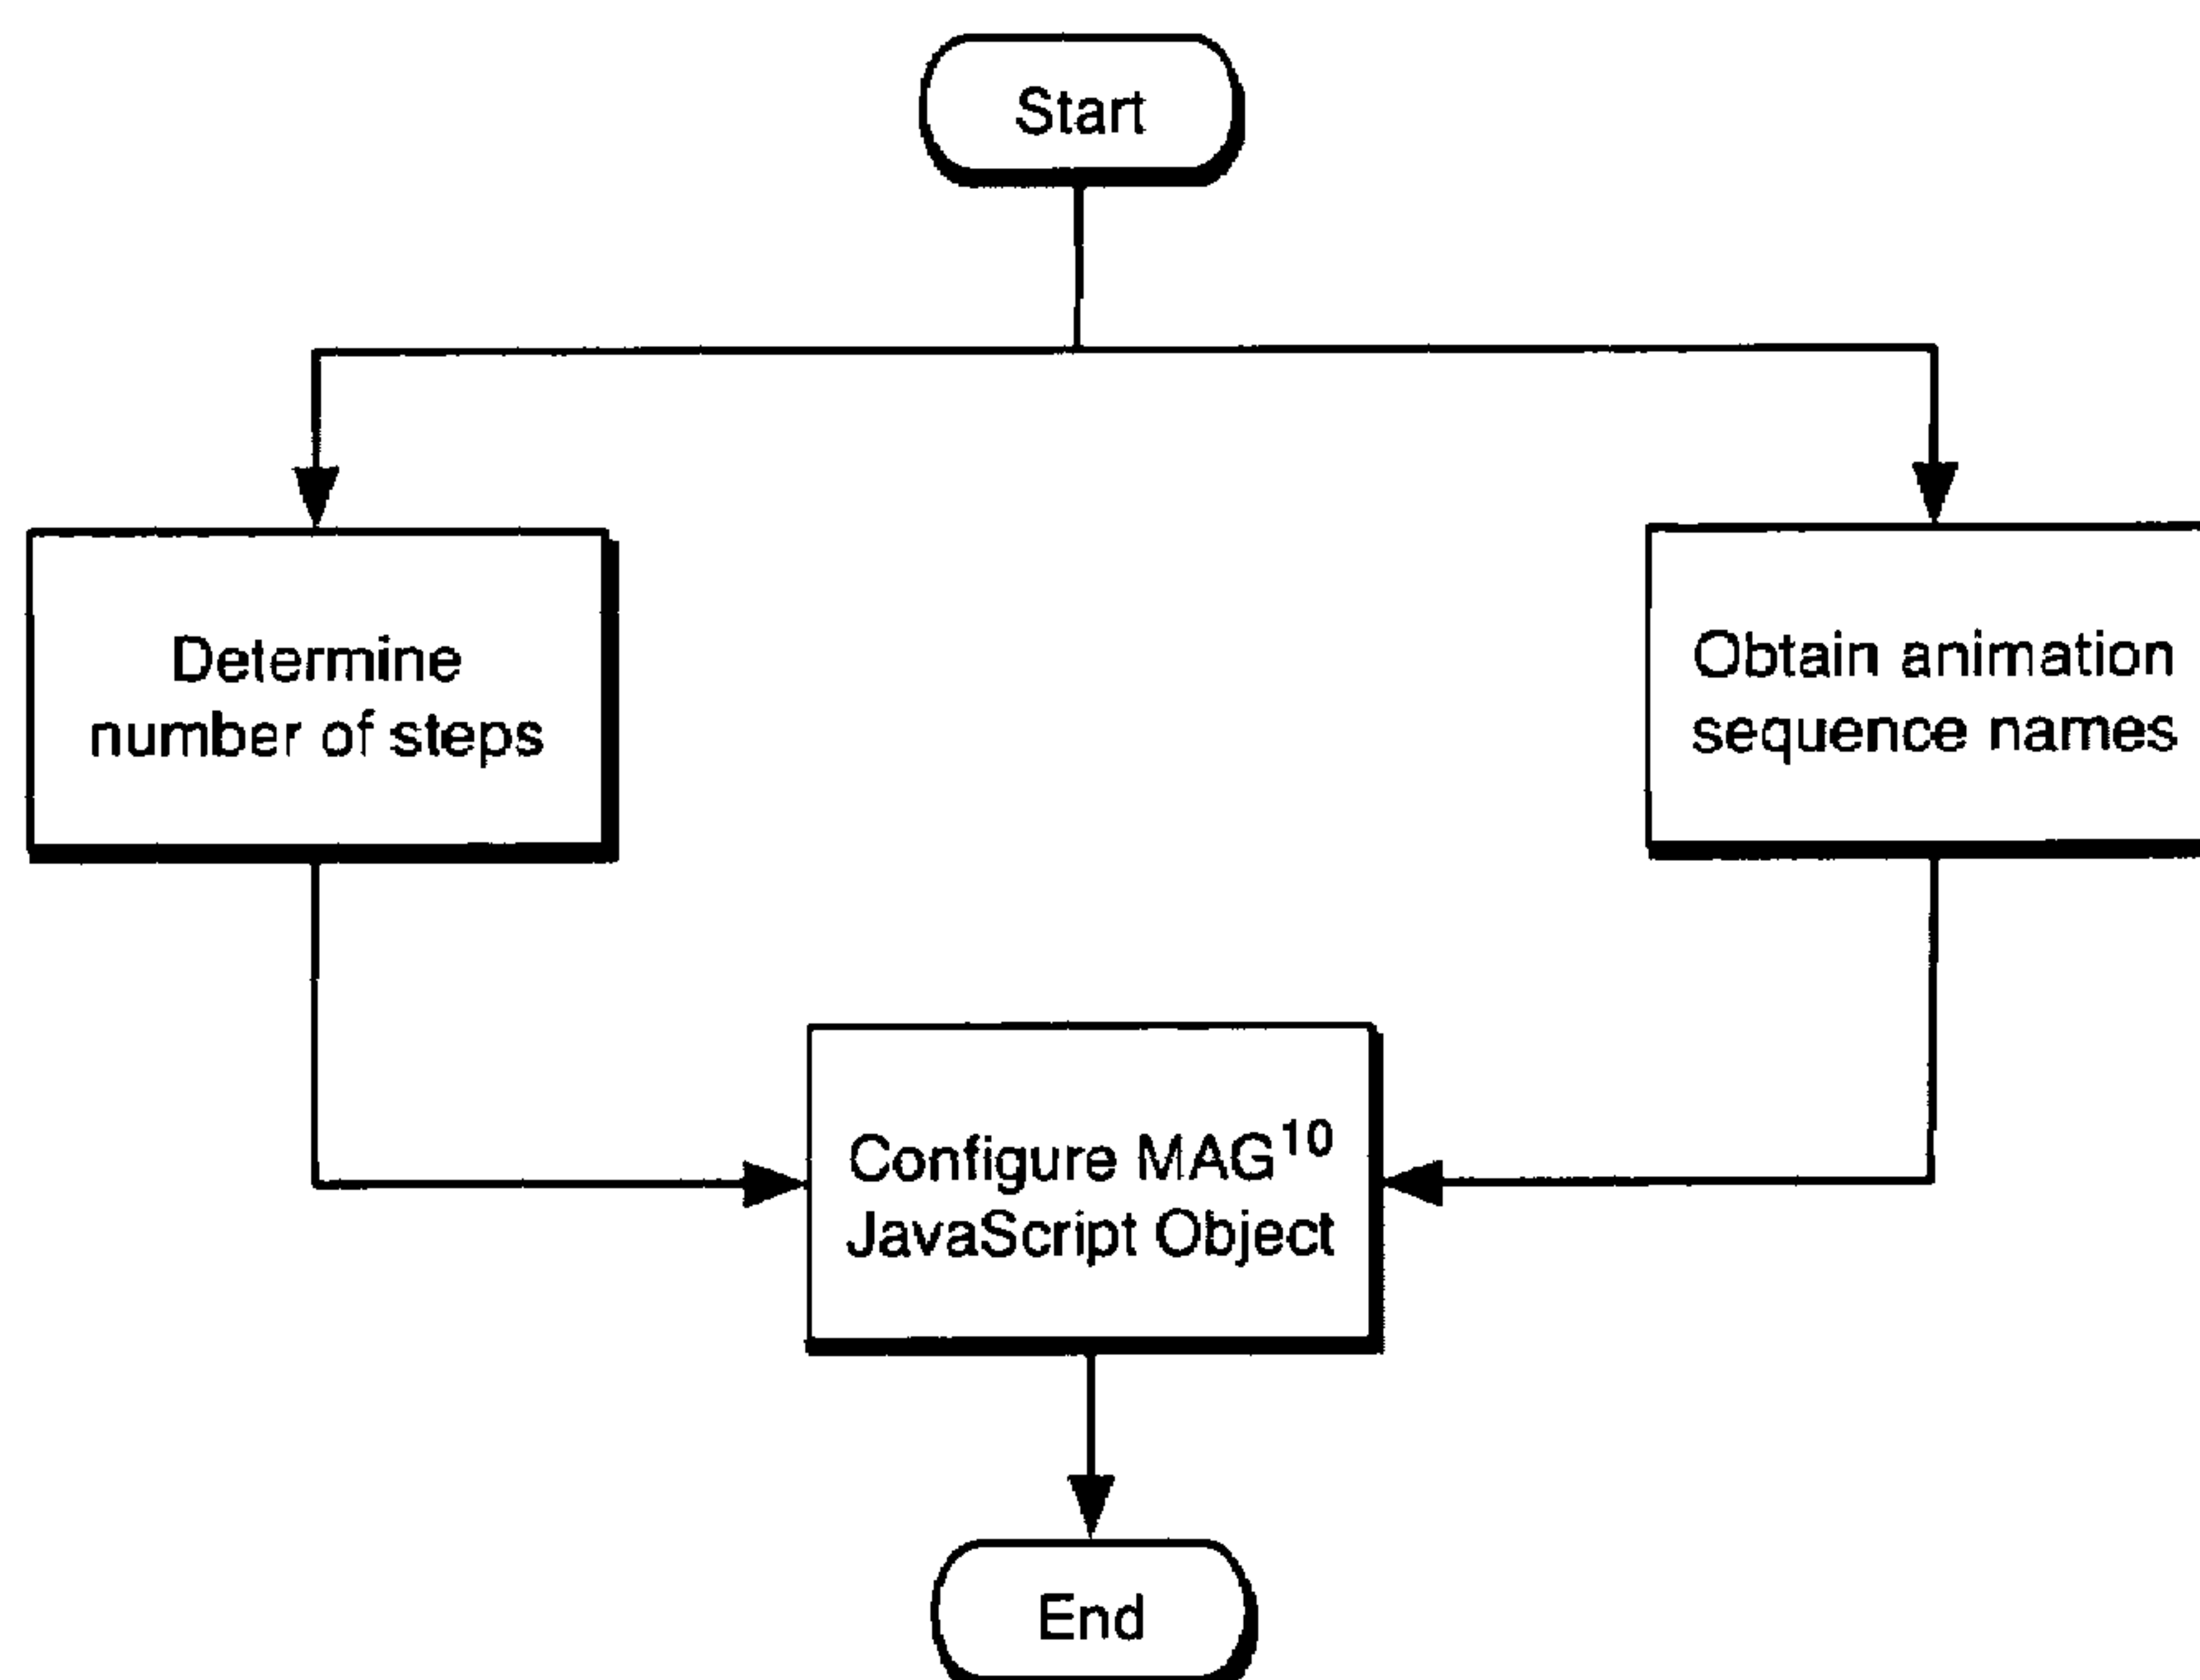 Start
Determine
number of steps
Obtain animation
sequence names
Configure MAG¹⁰
JavaScript Object
End